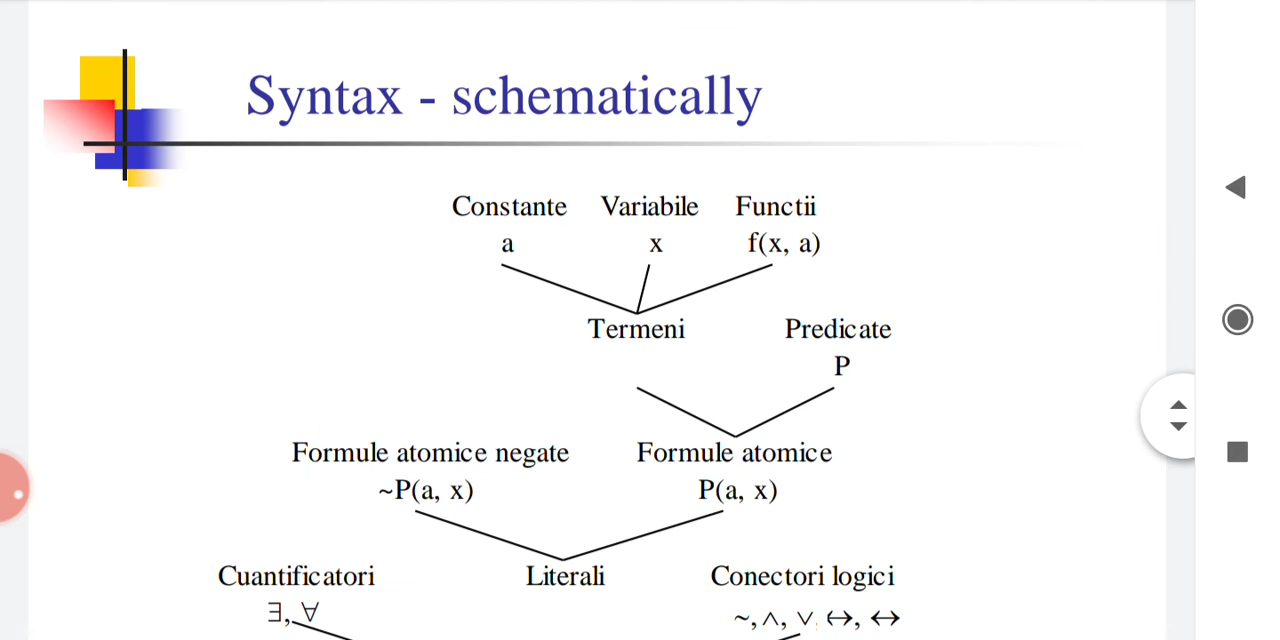 Syntax - schematically
Constante Variabile Functii
a x f(x, a)
Termeni Predicate
P
Formule atomice negate Formule atomice
~P(a, x) P(a, x)
Cuantificatori Literali Conectori logici
∃, ∀ ~, ∧, ∨, ↔, ↔